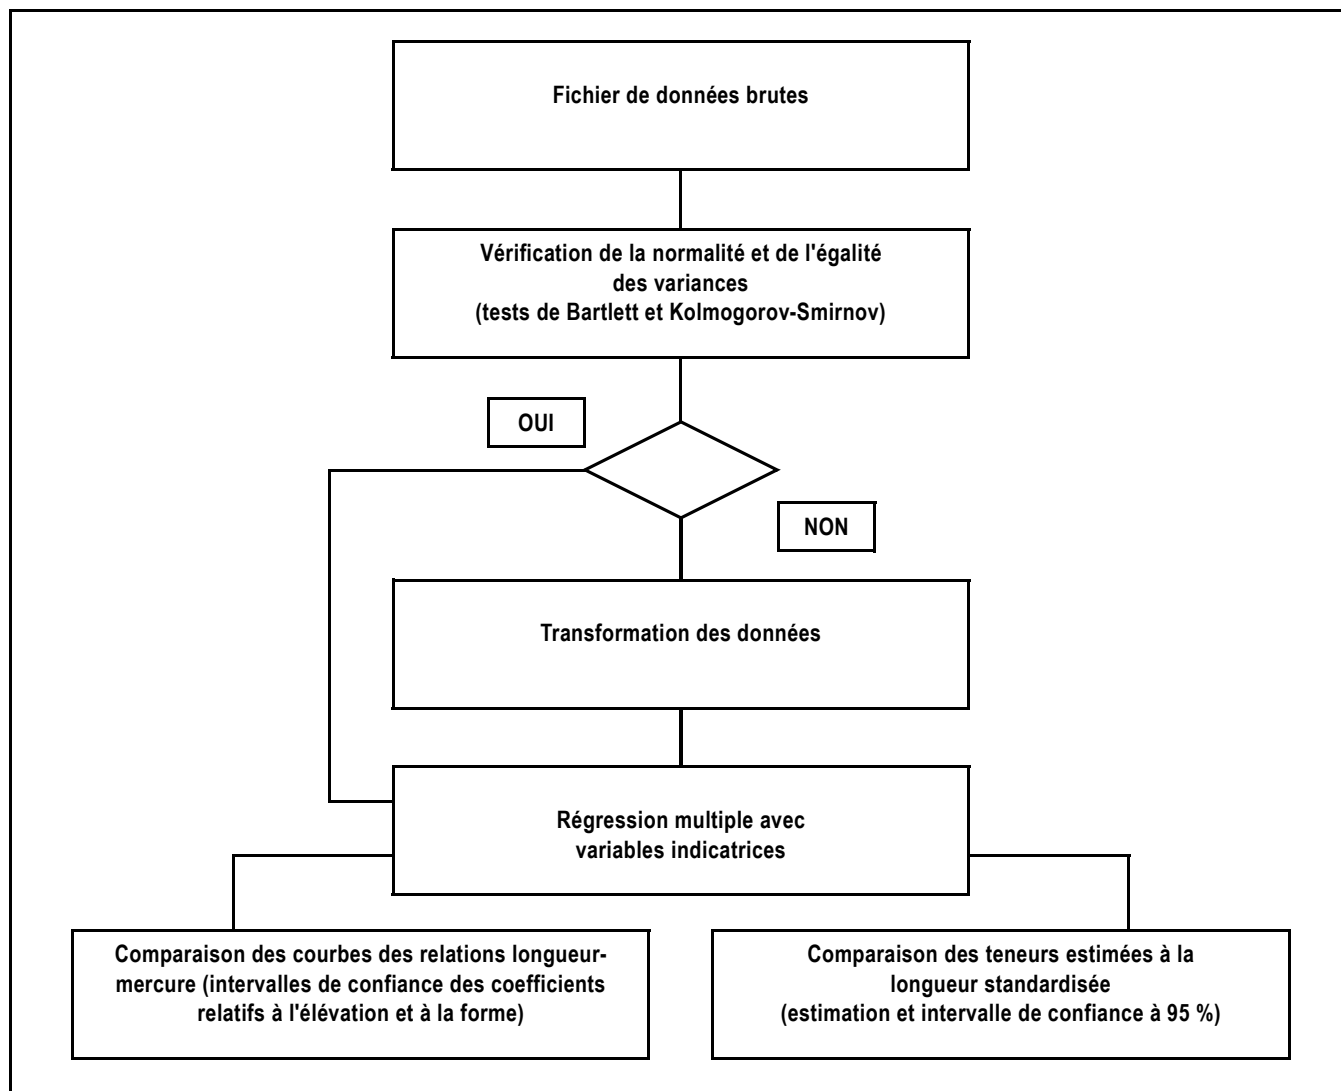 Fichier de données brutes
Vérification de la normalité et de l'égalité
des variances
(tests de Bartlett et Kolmogorov-Smirnov)
OUI
NON
Transformation des données
Régression multiple avec
variables indicatrices
Comparaison des courbes des relations longueur-
mercure (intervalles de confiance des coefficients
relatifs à l'élévation et à la forme)
Comparaison des teneurs estimées à la
longueur standardisée
(estimation et intervalle de confiance à 95 %)